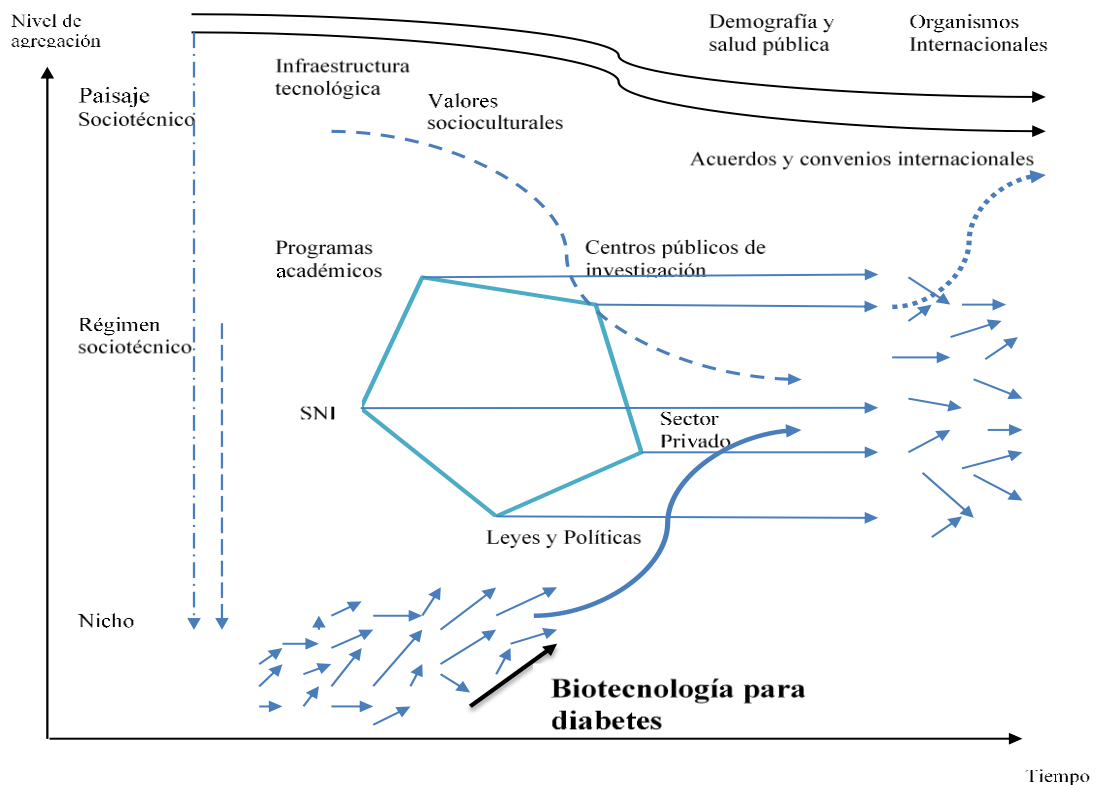 Nivel de
agregación
Demografía y
salud pública
Organismos
Internacionales
Infraestructura
tecnológica
Paisaje
Sociotécnico
Valores
socioculturales
Acuerdos y convenios internacionales
Programas
académicos
Centros públicos de
investigación
Régimen
sociotécnico
SNI
Sector
Privado
Leyes y Políticas
Nicho
Biotecnología para
diabetes
Tiempo